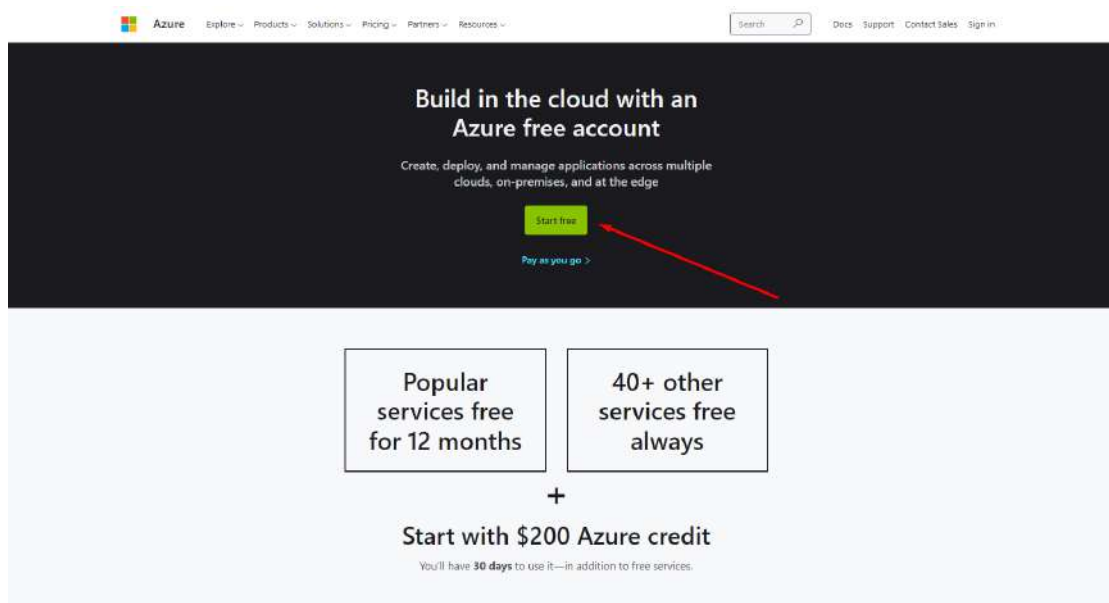 Azure Explore Products Solutions Pricing Partners Resources Search Docs Support Contact Sales Sign in
Build in the cloud with an
Azure free account
Create, deploy, and manage applications across multiple
clouds, on-premises, and at the edge
Start free
Pay as you go >
Popular
services free
for 12 months
40+ other
services free
always
+
Start with $200 Azure credit
You'll have 30 days to use it—in addition to free services.